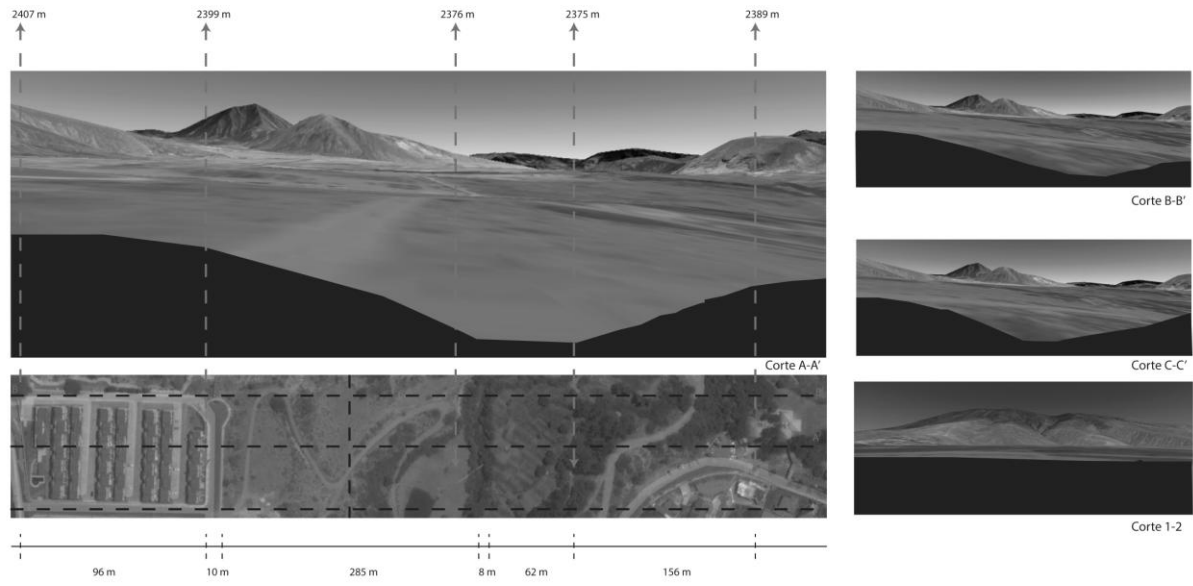 2407 m
2399 m
2376 m
2375 m
2389 m
Corte B-B'
Corte C-C'
Corte A-A'
Corte 1-2
96 m
10 m
285 m
8 m
62 m
156 m